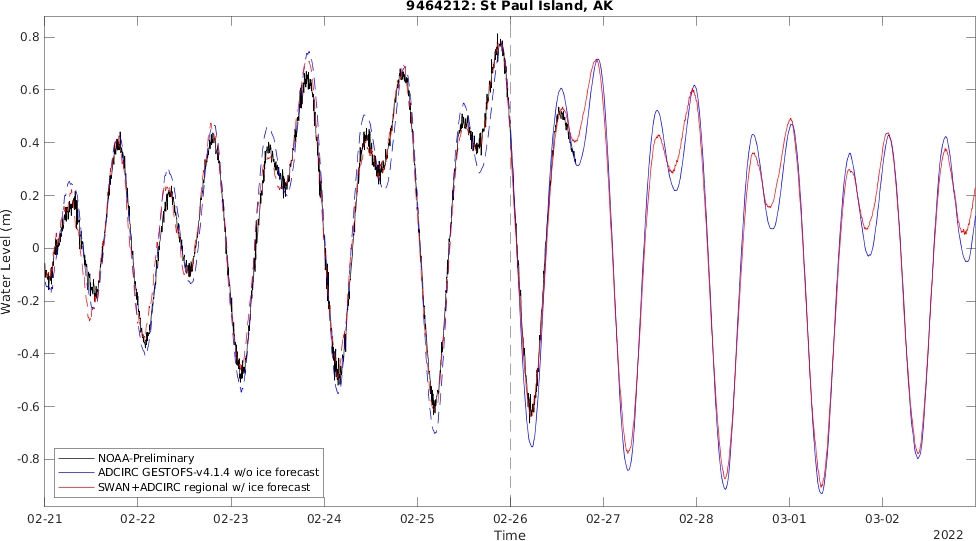 9464212: St Paul Island, AK
Water Level (m)
0.8
0.6
0.4
0.2
0
-0.2
-0.4
-0.6
-0.8
NOAA-Preliminary
ADCIRC GESTOFS-v4.1.4 w/o ice forecast
SWAN+ADCIRC regional w/ ice forecast
02-21 02-22 02-23 02-24 02-25 02-26 02-27 02-28 03-01 03-02
Time
2022